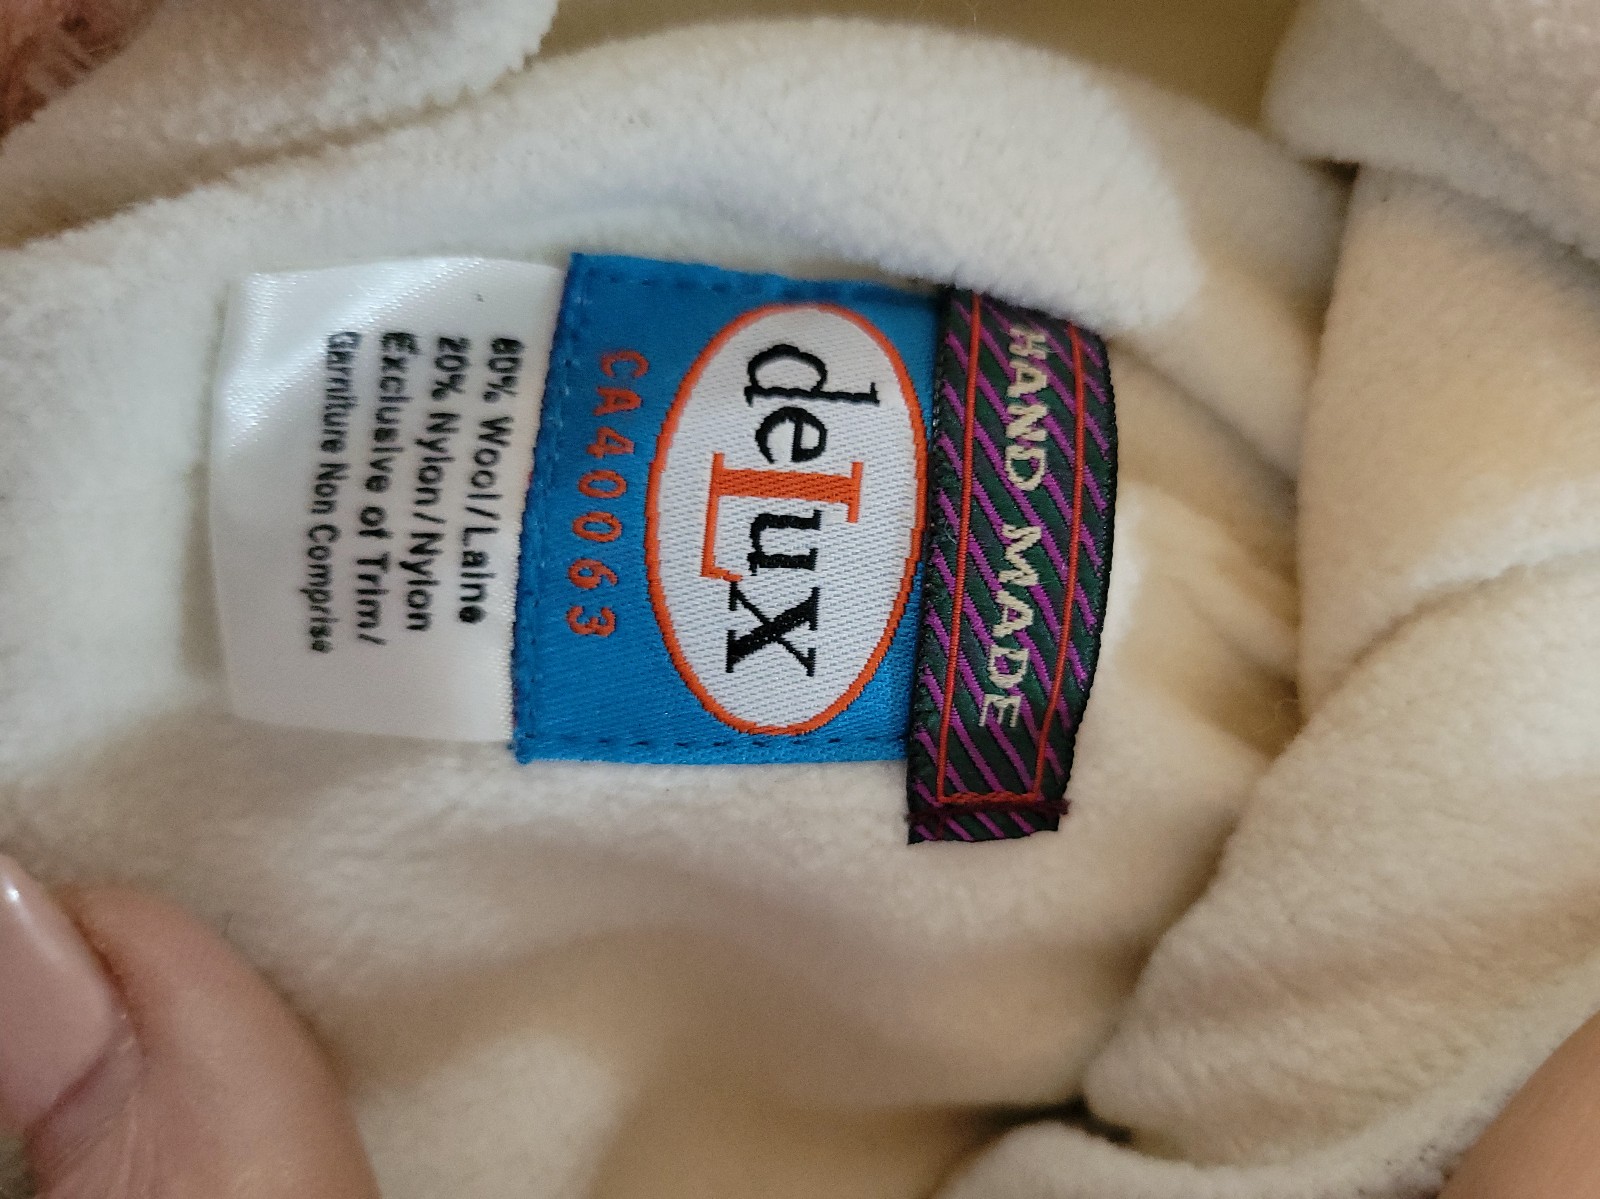 HAND MADE
deLux
CA40063
80% Wool/Laine
20% Nylon/Nylon
Exclusive of Trim/
Garniture Non Comprise